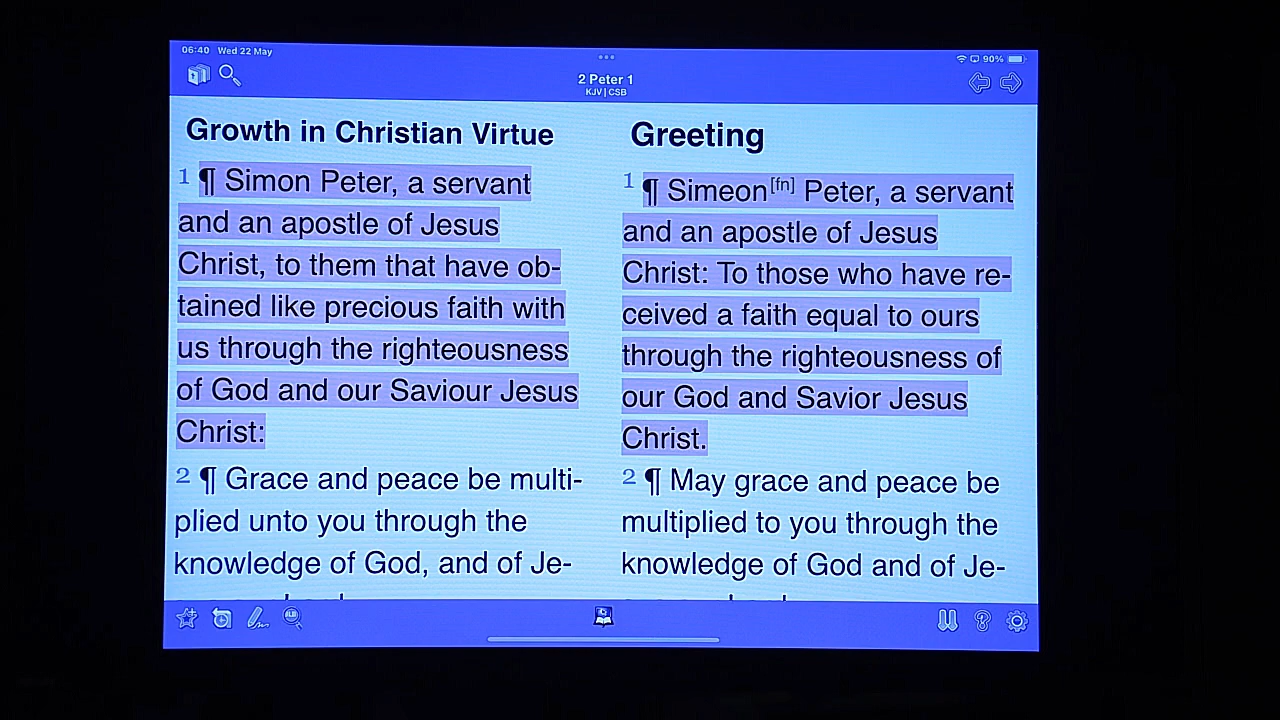 06:40 Wed 22 May
90%
2 Peter 1
KJV|CSB
Growth in Christian Virtue
1 ¶ Simon Peter, a servant
and an apostle of Jesus
Christ, to them that have ob-
tained like precious faith with
us through the righteousness
of God and our Saviour Jesus
Christ:
2 ¶ Grace and peace be multi-
plied unto you through the
knowledge of God, and of Je-
Greeting
1 ¶ Simeon[fn] Peter, a servant
and an apostle of Jesus
Christ: To those who have re-
ceived a faith equal to ours
through the righteousness of
our God and Savior Jesus
Christ.
2 ¶ May grace and peace be
multiplied to you through the
knowledge of God and of Je-